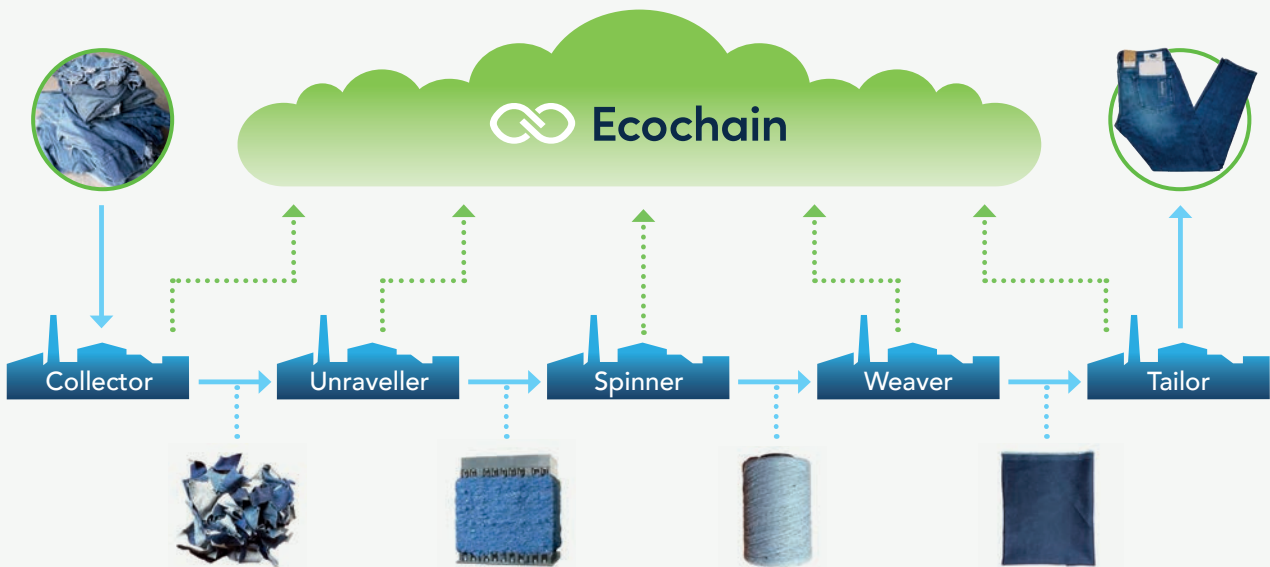 Ecochain
Collector
Unraveller
Spinner
Weaver
Tailor